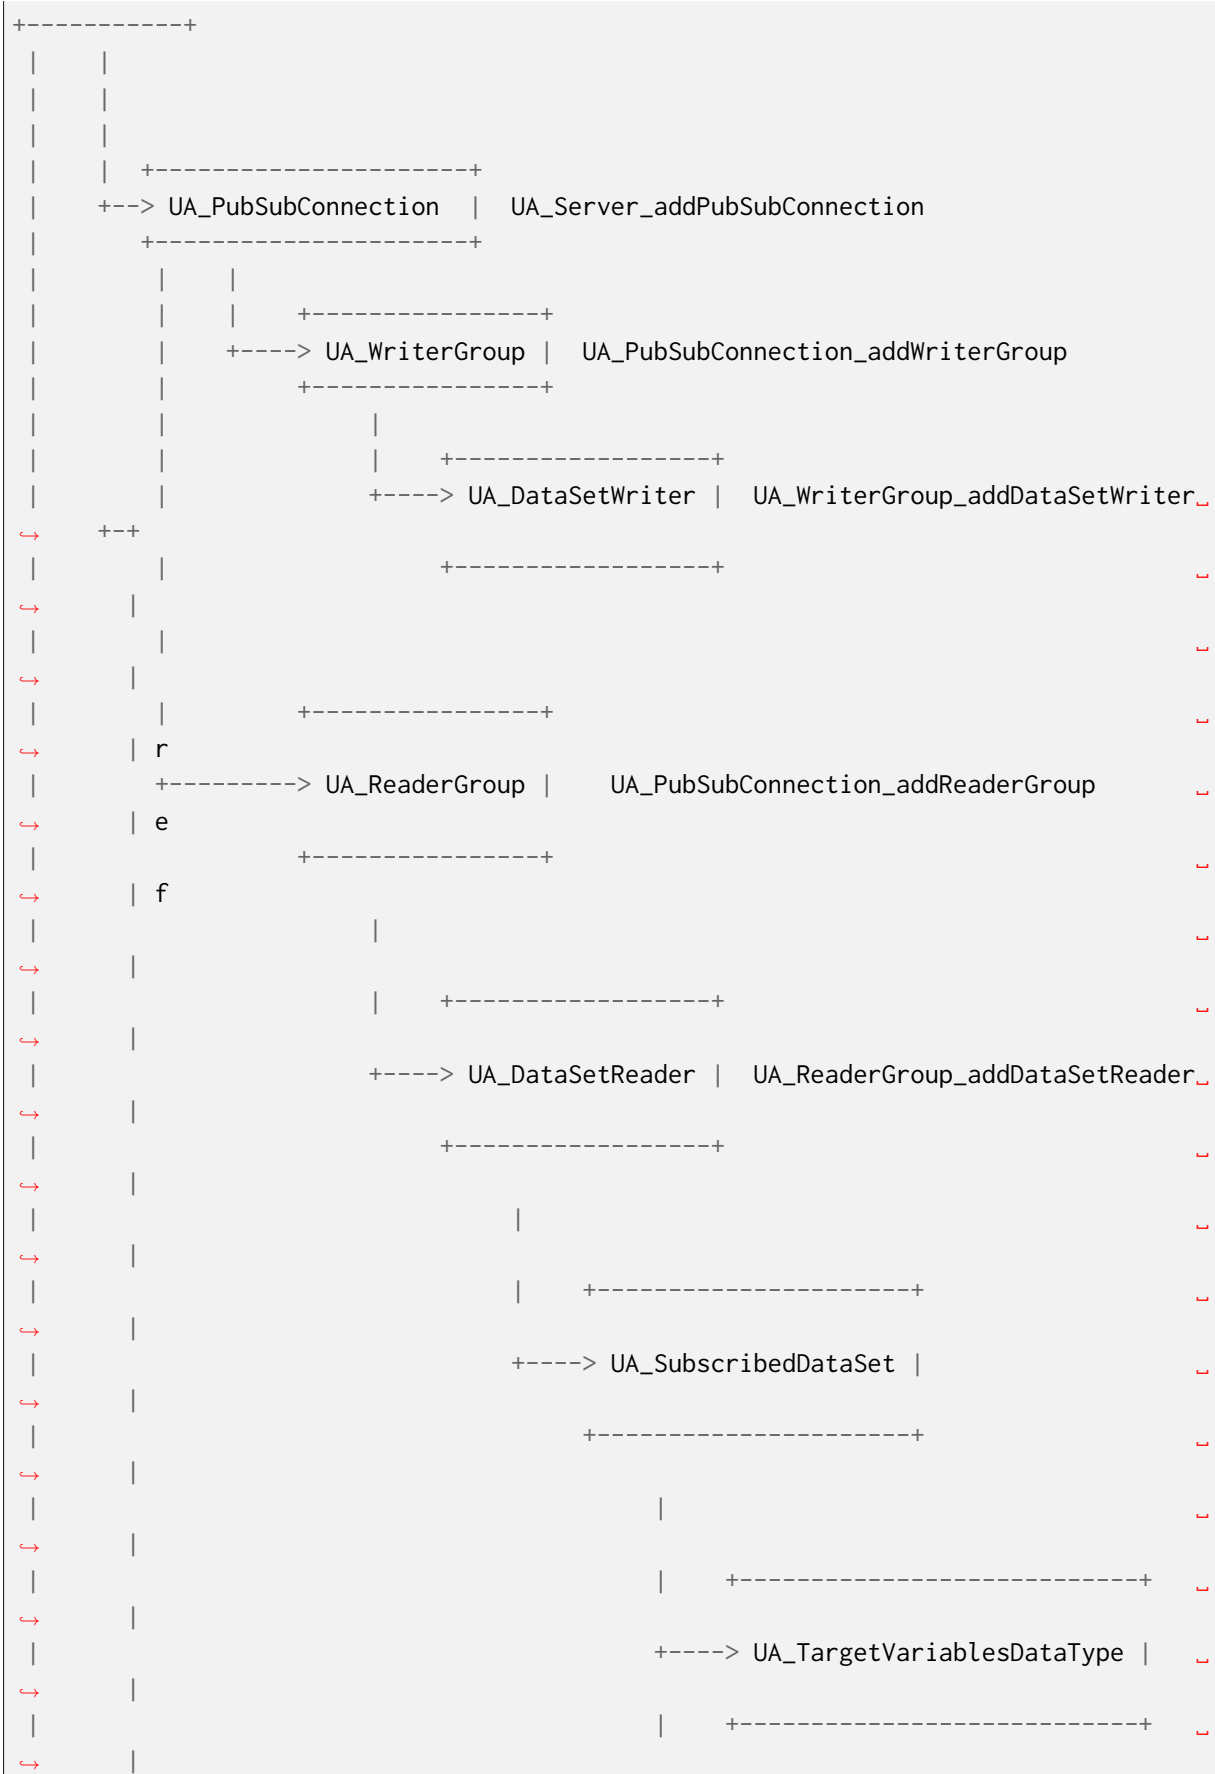 +-----------+
 |    |
 |    |
 |    |
 |    |  +----------------------+
 |    +--> UA_PubSubConnection  |  UA_Server_addPubSubConnection
 |       +----------------------+
 |        |    |
 |        |    |    +----------------+
 |        |    +----> UA_WriterGroup |  UA_PubSubConnection_addWriterGroup
 |        |         +----------------+
 |        |              |
 |        |              |    +------------------+
 |        |              +----> UA_DataSetWriter |  UA_WriterGroup_addDataSetWriter␣
↪    +-+
 |        |                   +------------------+                                 ␣
↪      |
 |        |                                                                        ␣
↪      |
 |        |         +----------------+                                             ␣
↪      | r
 |        +---------> UA_ReaderGroup |    UA_PubSubConnection_addReaderGroup       ␣
↪      | e
 |                  +----------------+                                             ␣
↪      | f
 |                       |                                                         ␣
↪      |
 |                       |    +------------------+                                 ␣
↪      |
 |                       +----> UA_DataSetReader |  UA_ReaderGroup_addDataSetReader␣
↪      |
 |                            +------------------+                                 ␣
↪      |
 |                                 |                                               ␣
↪      |
 |                                 |    +----------------------+                   ␣
↪      |
 |                                 +----> UA_SubscribedDataSet |                   ␣
↪      |
 |                                      +----------------------+                   ␣
↪      |
 |                                           |                                     ␣
↪      |
 |                                           |    +----------------------------+   ␣
↪      |
 |                                           +----> UA_TargetVariablesDataType |   ␣
↪      |
 |                                           |    +----------------------------+   ␣
↪      |